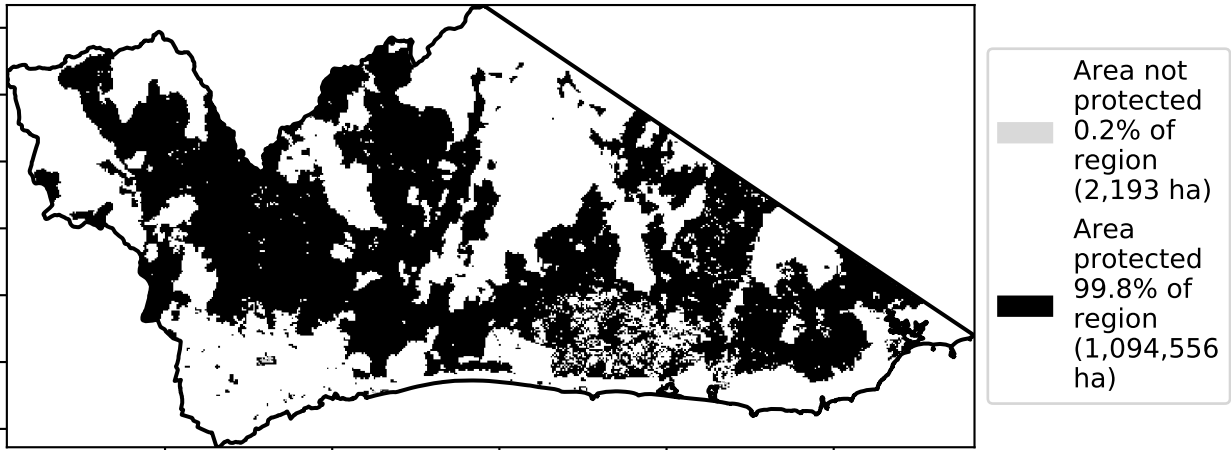 Area not
protected
0.2% of
region
(2,193 ha)
Area
protected
99.8% of
region
(1,094,556
ha)